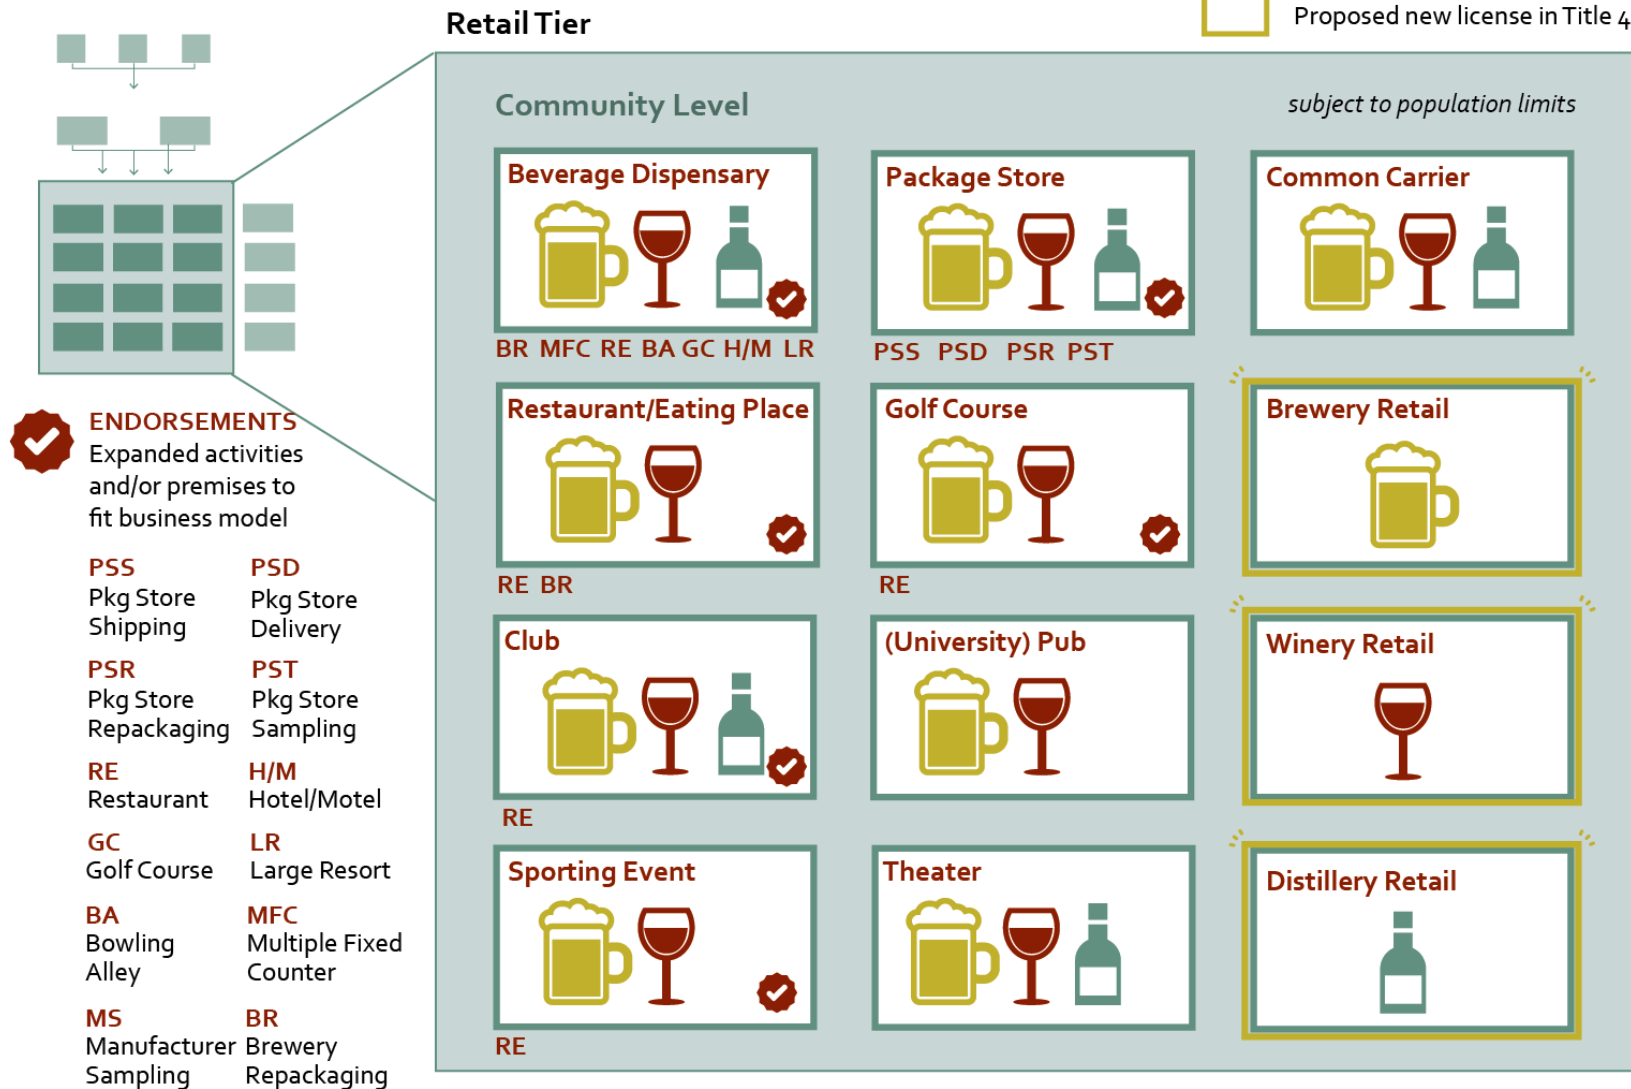 Retail Tier
Proposed new license in Title 4
Community Level
subject to population limits
Beverage Dispensary
Package Store
Common Carrier
BR MFC RE BA GC H/M LR
PSS PSD PSR PST
Restaurant/Eating Place
Golf Course
Brewery Retail
RE BR
RE
Club
(University) Pub
Winery Retail
RE
Sporting Event
Theater
Distillery Retail
RE
ENDORSEMENTS
Expanded activities
and/or premises to
fit business model
PSS
Pkg Store
Shipping
PSD
Pkg Store
Delivery
PSR
Pkg Store
Repackaging
PST
Pkg Store
Sampling
RE
Restaurant
H/M
Hotel/Motel
GC
Golf Course
LR
Large Resort
BA
Bowling
Alley
MFC
Multiple Fixed
Counter
MS
Manufacturer
Sampling
BR
Brewery
Repackaging